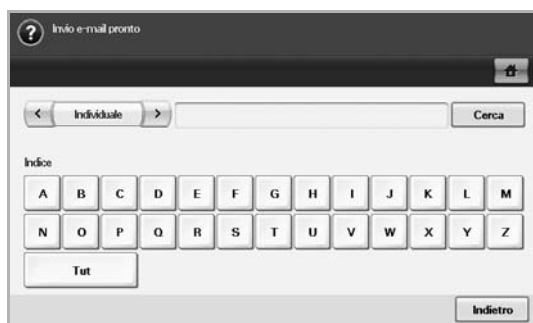 ? Invio e-mail pronto
< Individuale > Cerca
Indice
A B C D E F G H I J K L M
N O P Q R S T U V W X Y Z
Tut
Indietro